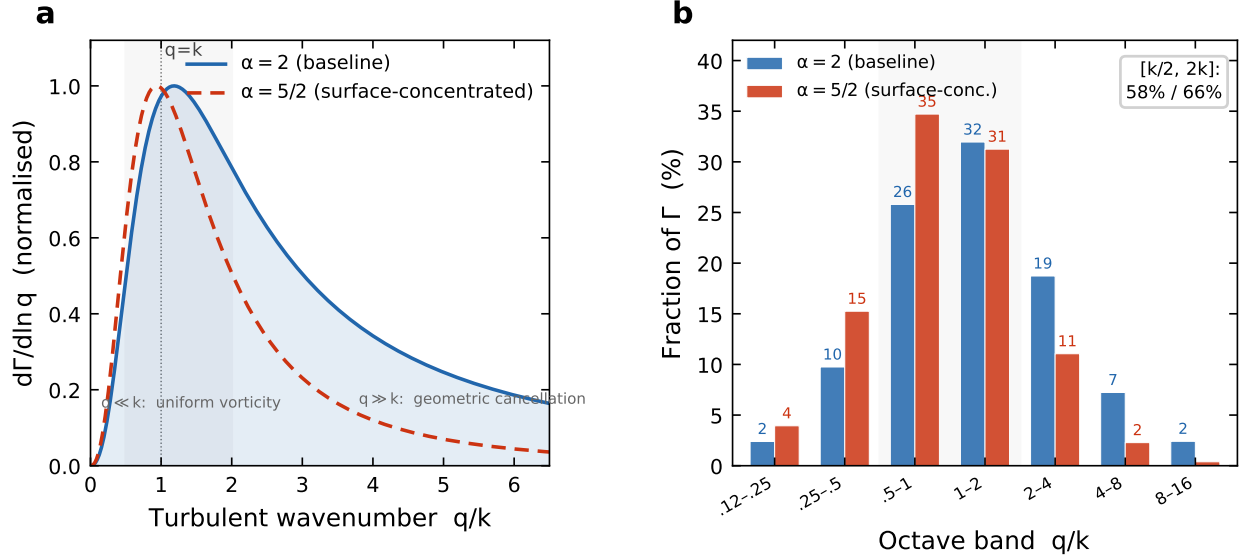 a
q=k
α = 2 (baseline)
α = 5/2 (surface-concentrated)
dΓ/dln q (normalised)
1.0
0.8
0.6
0.4
0.2
0.0
q ≪ k: uniform vorticity
q ≫ k: geometric cancellation
0 1 2 3 4 5 6
Turbulent wavenumber q/k
b
α = 2 (baseline)
α = 5/2 (surface-conc.)
[k/2, 2k]:
58% / 66%
Fraction of Γ (%)
40
35
30
25
20
15
10
5
0
2 4 10 15 26 35 32 31 19 11 7 2 2
.12–.25 .25–.5 .5–1 1–2 2–4 4–8 8–16
Octave band q/k